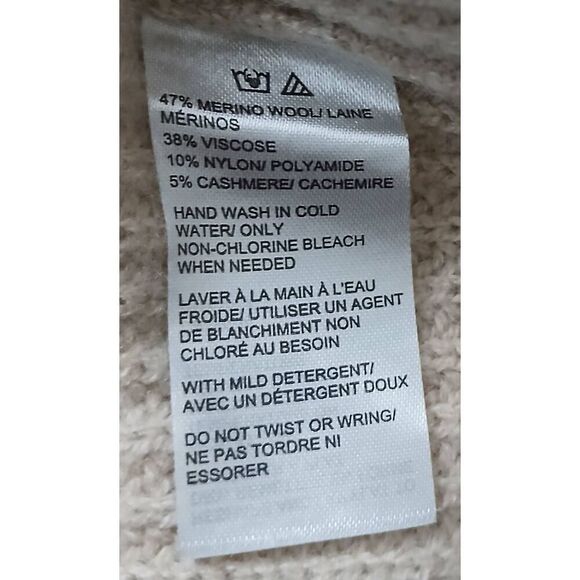 47% MERINO WOOL/ LAINE
MÉRINOS
38% VISCOSE
10% NYLON/ POLYAMIDE
5% CASHMERE/ CACHEMIRE
HAND WASH IN COLD
WATER/ ONLY
NON-CHLORINE BLEACH
WHEN NEEDED
LAVER À LA MAIN À L'EAU
FROIDE/ UTILISER UN AGENT
DE BLANCHIMENT NON
CHLORÉ AU BESOIN
WITH MILD DETERGENT/
AVEC UN DÉTERGENT DOUX
DO NOT TWIST OR WRING/
NE PAS TORDRE NI
ESSORER